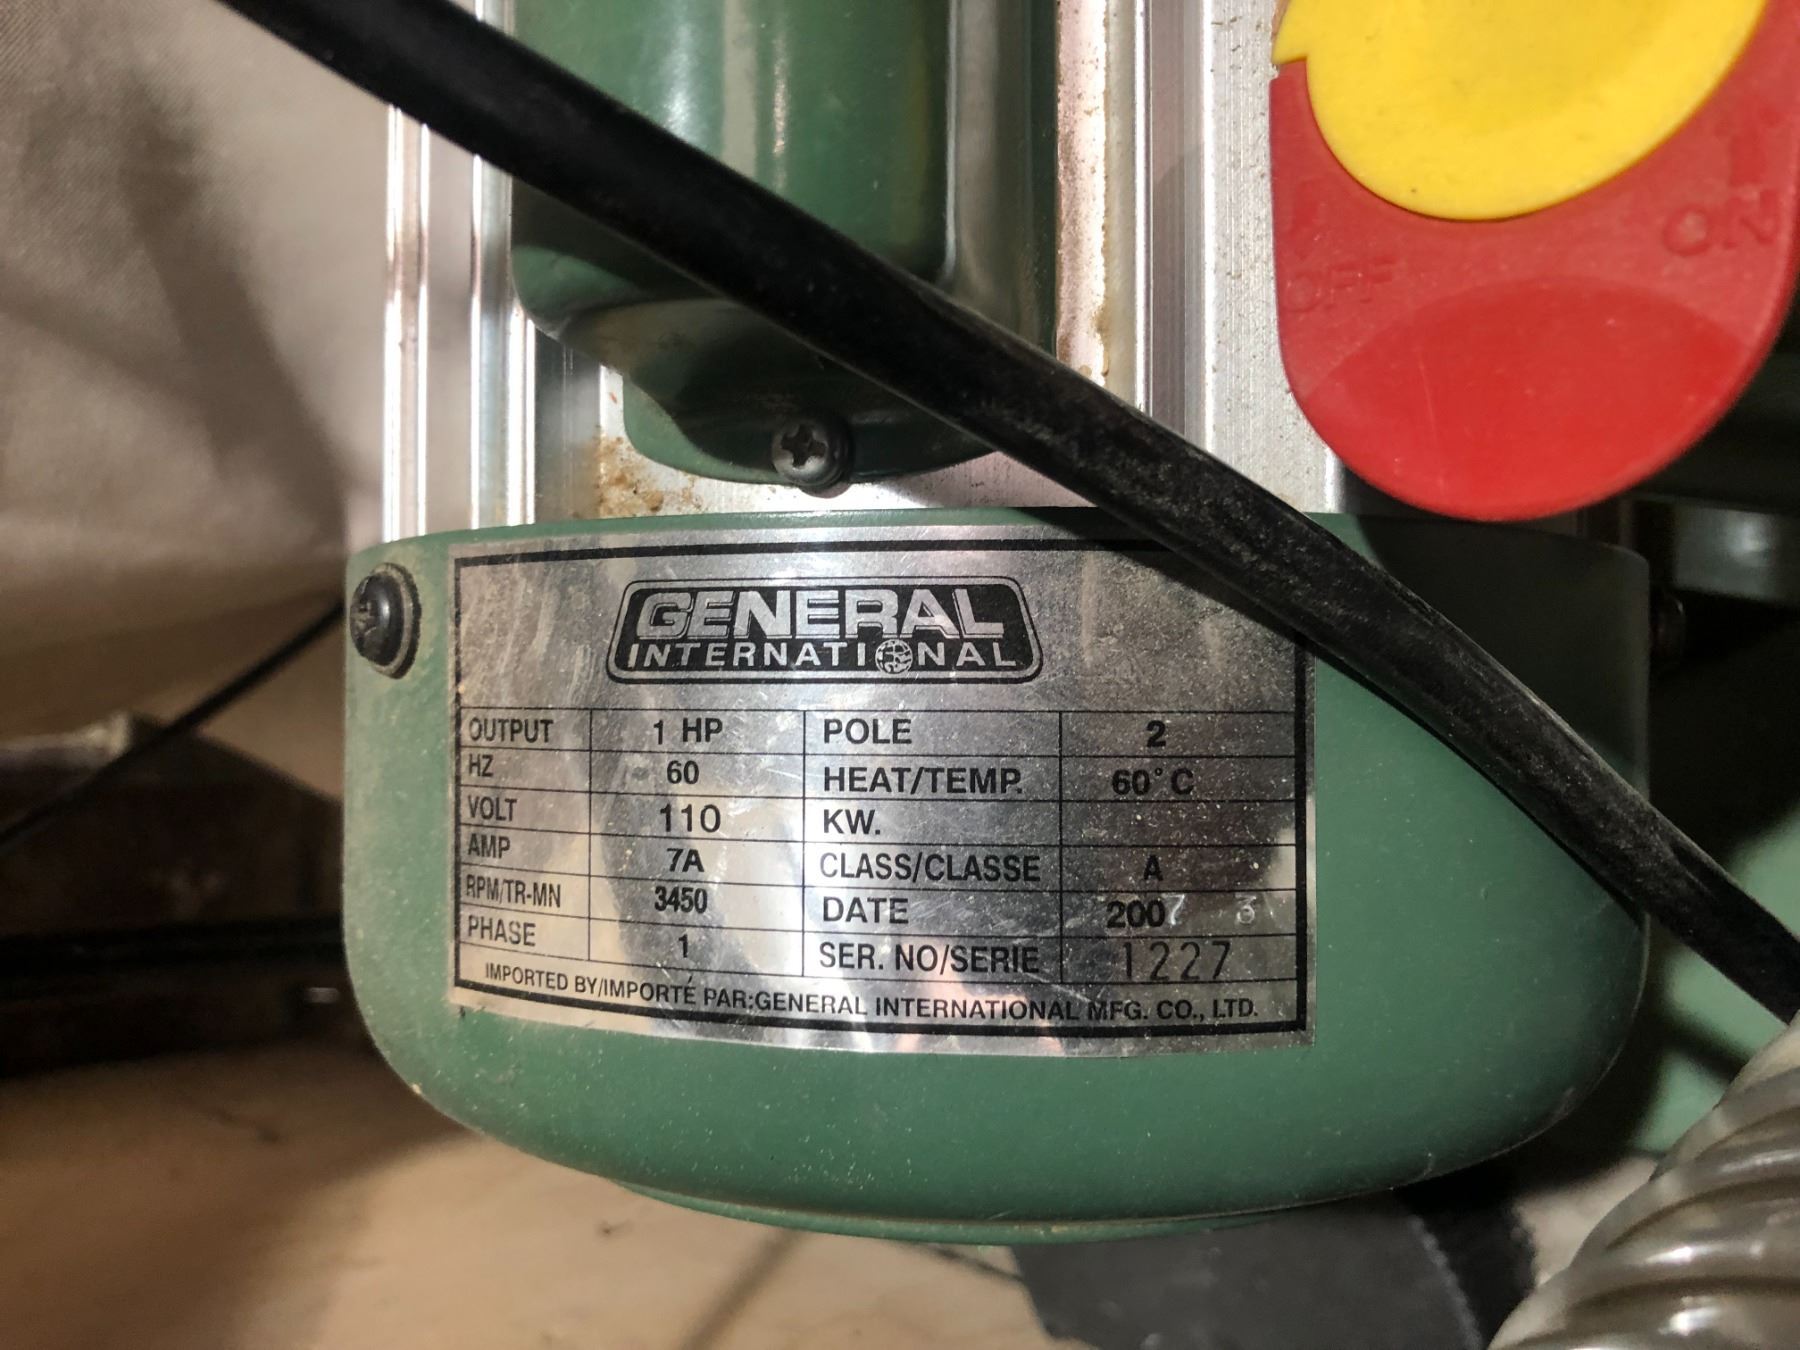 OFF ON
GENERAL
INTERNATIONAL
OUTPUT 1 HP POLE 2
HZ 60 HEAT/TEMP. 60°C
VOLT 110 KW.
AMP 7A CLASS/CLASSE A
RPM/TR-MN 3450 DATE 2007 3
PHASE 1 SER. NO/SERIE 1227
IMPORTED BY/IMPORTÉ PAR:GENERAL INTERNATIONAL MFG. CO., LTD.